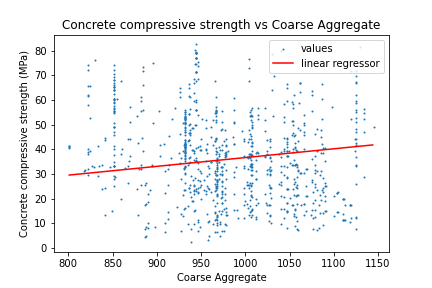 Concrete compressive strength vs Coarse Aggregate
values
linear regressor
Concrete compressive strength (MPa)
80
70
60
50
40
30
20
10
0
800 850 900 950 1000 1050 1100 1150
Coarse Aggregate